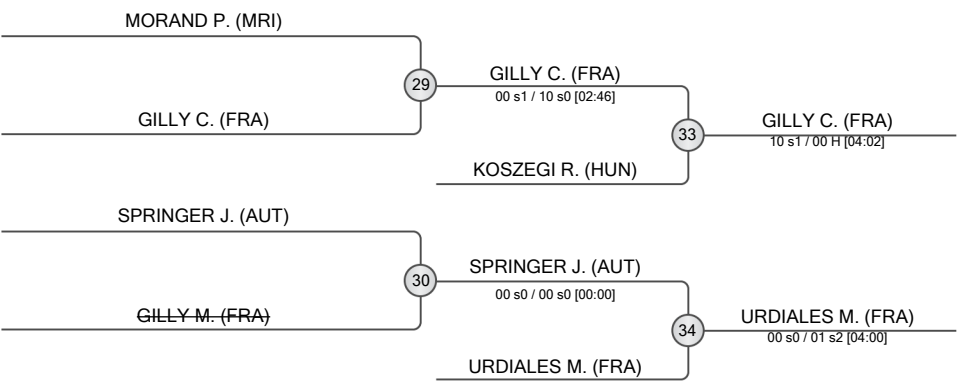 MORAND P. (MRI)
29
GILLY C. (FRA)
GILLY C. (FRA)
00 s1 / 10 s0 [02:46]
33
KOSZEGI R. (HUN)
GILLY C. (FRA)
10 s1 / 00 H [04:02]
SPRINGER J. (AUT)
30
GILLY M. (FRA)
SPRINGER J. (AUT)
00 s0 / 00 s0 [00:00]
34
URDIALES M. (FRA)
URDIALES M. (FRA)
00 s0 / 01 s2 [04:00]